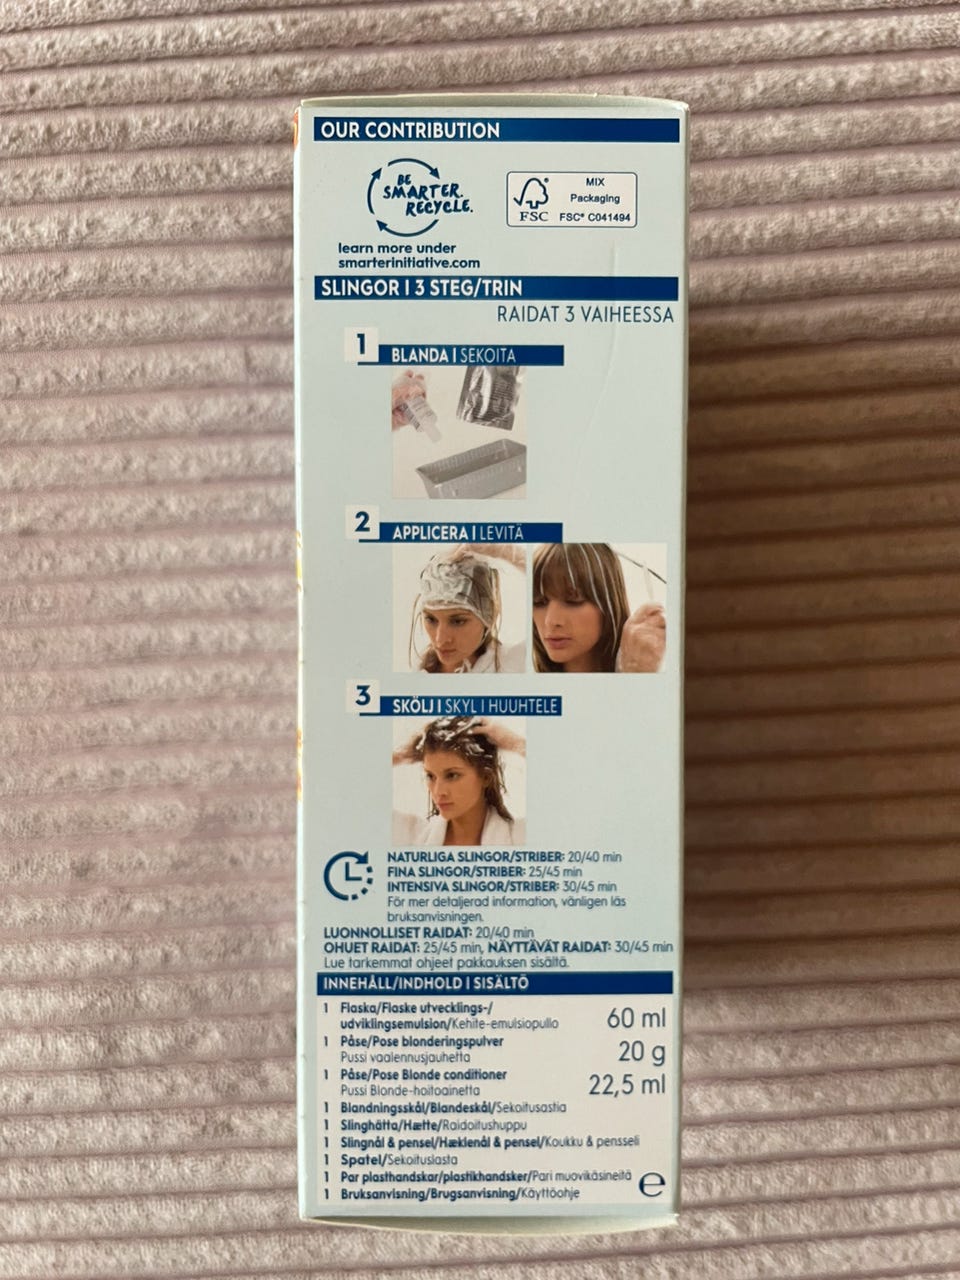 OUR CONTRIBUTION
BE
SMARTER.
RECYCLE.
learn more under
smarterinitiative.com
FSC®
MIX
Packaging
FSC® C041494
SLINGOR I 3 STEG/TRIN
RAIDAT 3 VAIHEESSA
1
BLANDA I SEKOITA
2
APPLICERA I LEVITÄ
3
SKÖLJ I SKYL I HUUHTELE
NATURLIGA SLINGOR/STRIBER: 20/40 min
FINA SLINGOR/STRIBER: 25/45 min
INTENSIVA SLINGOR/STRIBER: 30/45 min
För mer detaljerad information, vänligen läs
bruksanvisningen.
LUONNOLLISET RAIDAT: 20/40 min
OHUET RAIDAT: 25/45 min, NÄYTTÄVÄT RAIDAT: 30/45 min
Lue tarkemmat ohjeet pakkauksen sisältä.
INNEHÅLL/INDHOLD I SISÄLTÖ
1 Flaska/Flaske utvecklings-/
udviklingsemulsion/Kehite-emulsiopullo 60 ml
1 Påse/Pose blonderingspulver
Pussi vaalennusjauhetta 20 g
1 Påse/Pose Blonde conditioner
Pussi Blonde-hoitoainetta 22,5 ml
1 Blandningsskål/Blandeskål/Sekoitusastia
1 Slinghätta/Hætte/Raidoitushuppu
1 Slingnål & pensel/Hæklenål & pensel/Koukku & pensseli
1 Spatel/Sekoituslasta
1 Par plasthandskar/plastikhandsker/Pari muovikäsineitä ℮
1 Bruksanvisning/Brugsanvisning/Käyttöohje